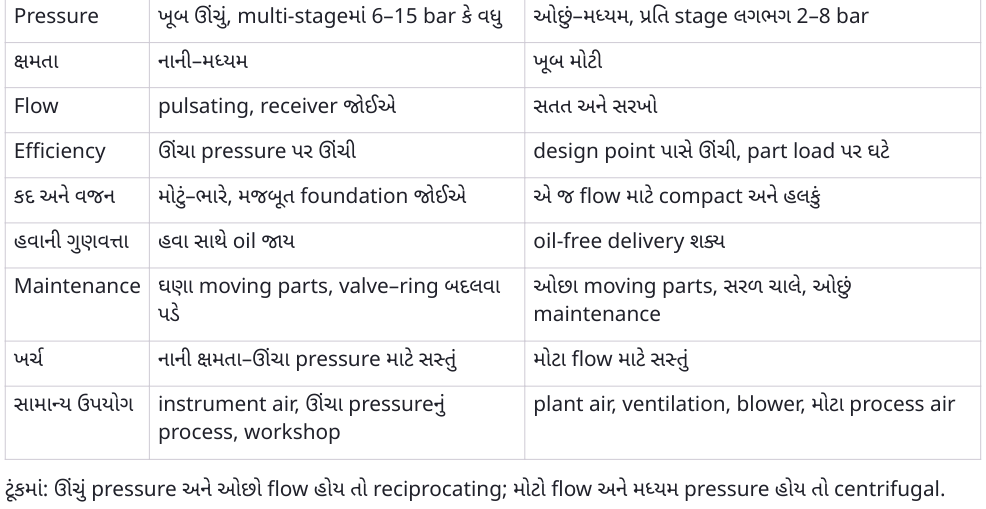 Pressure ખૂબ ઊંચું, multi-stageમાં 6–15 bar કે વધુ ઓછું–મધ્યમ, પ્રતિ stage લગભગ 2–8 bar
ક્ષમતા નાની–મધ્યમ ખૂબ મોટી
Flow pulsating, receiver જોઈએ સતત અને સરખો
Efficiency ઊંચા pressure પર ઊંચી design point પાસે ઊંચી, part load પર ઘટે
કદ અને વજન મોટું–ભારે, મજબૂત foundation જોઈએ એ જ flow માટે compact અને હલકું
હવાની ગુણવત્તા હવા સાથે oil જાય oil-free delivery શક્ય
Maintenance ઘણા moving parts, valve–ring બદલવા ઓછા moving parts, સરળ ચાલે, ઓછું
પડે maintenance
ખર્ચ નાની ક્ષમતા–ઊંચા pressure માટે સસ્તું મોટા flow માટે સસ્તું
સામાન્ય ઉપયોગ instrument air, ઊંચા pressureનું plant air, ventilation, blower, મોટા process air
process, workshop
ટૂંકમાં: ઊંચું pressure અને ઓછો flow હોય તો reciprocating; મોટો flow અને મધ્યમ pressure હોય તો centrifugal.